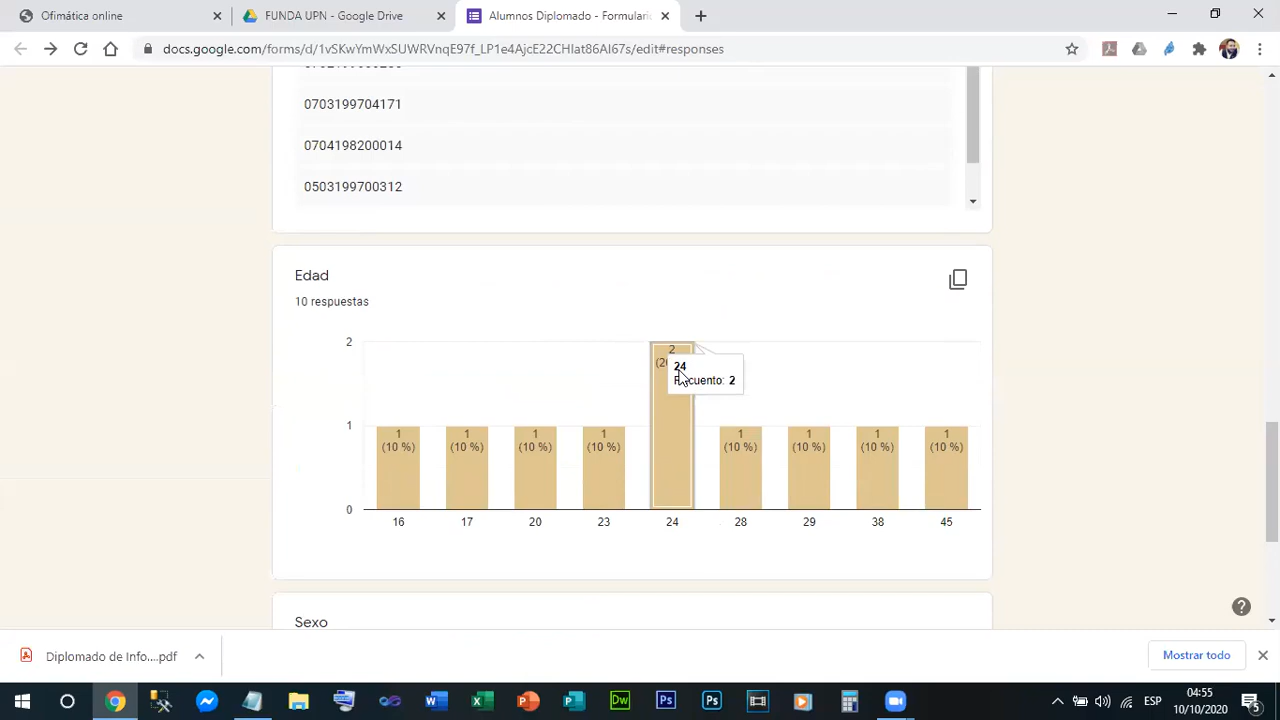 Ofimática online
FUNDA UPN - Google Drive
Alumnos Diplomado - Formulario
docs.google.com/forms/d/1vSKwYmWxSUWRVnqE97f_LP1e4AjcE22CHIat86AI67s/edit#responses
0703199704171
0704198200014
0503199700312
Edad
10 respuestas
2
1
0
2
24
Recuento: 2
1 1 1 1 1 1 1 1
(10 %) (10 %) (10 %) (10 %) (10 %) (10 %) (10 %) (10 %)
16 17 20 23 24 28 29 38 45
Sexo
Diplomado de Info....pdf
Mostrar todo
ESP
04:55
10/10/2020
5